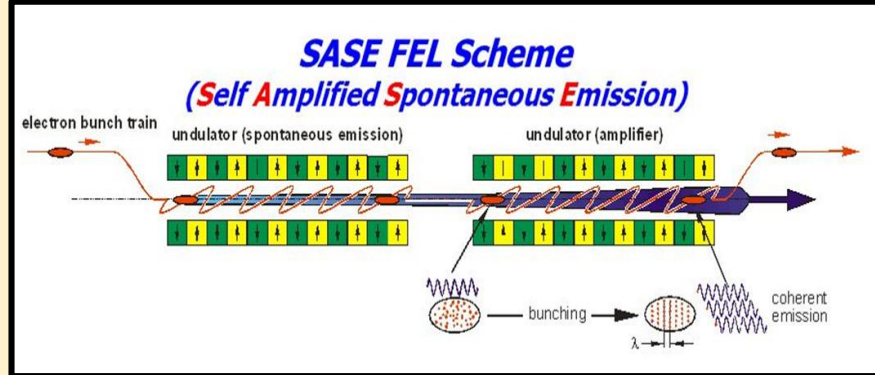 SASE FEL Scheme
(Self Amplified Spontaneous Emission)
electron bunch train
undulator (spontaneous emission)
undulator (amplifier)
bunching
coherent
emission
λ